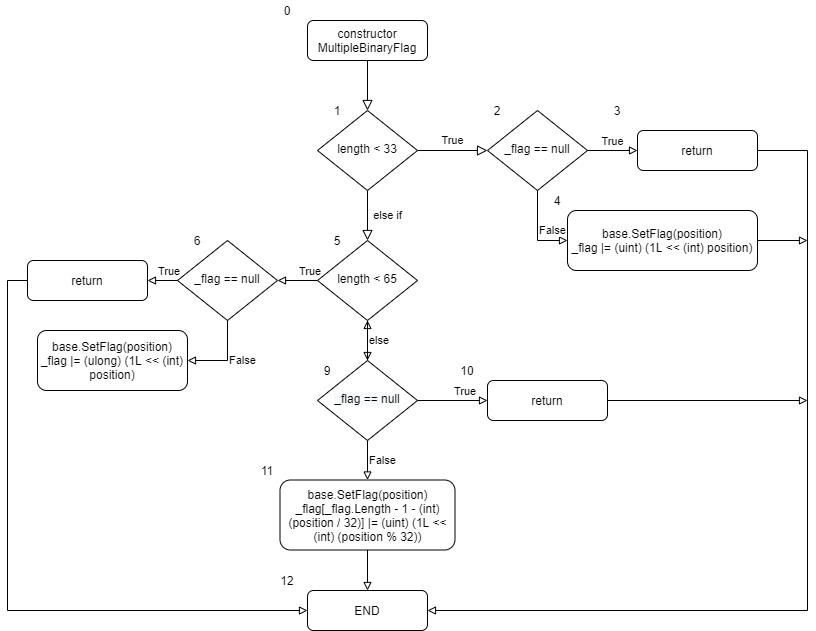 0
constructor
MultipleBinaryFlag
1
length < 33
True
2
_flag == null
True
3
return
4
False
base.SetFlag(position)
_flag |= (uint) (1L << (int) position)
else if
5
length < 65
True
6
_flag == null
True
return
False
base.SetFlag(position)
_flag |= (ulong) (1L << (int)
position)
else
9
_flag == null
True
10
return
False
11
base.SetFlag(position)
_flag[_flag.Length - 1 - (int)
(position / 32)] |= (uint) (1L <<
(int) (position % 32))
12
END